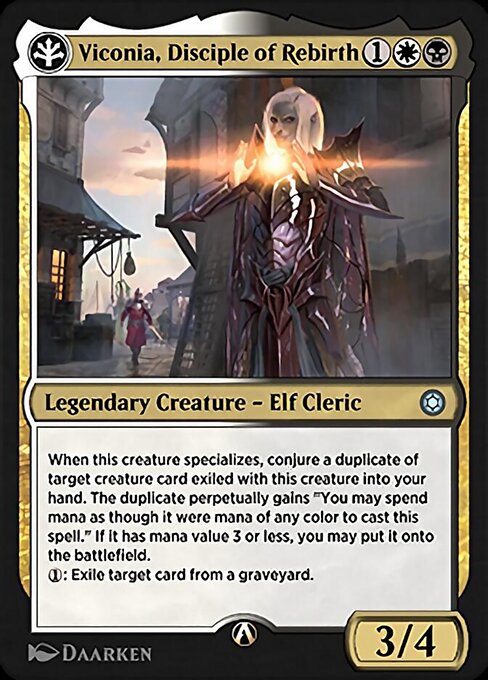 Viconia, Disciple of Rebirth 1
Legendary Creature – Elf Cleric
When this creature specializes, conjure a duplicate of
target creature card exiled with this creature into your
hand. The duplicate perpetually gains "You may spend
mana as though it were mana of any color to cast this
spell." If it has mana value 3 or less, you may put it onto
the battlefield.
1: Exile target card from a graveyard.
3/4
DAARKEN